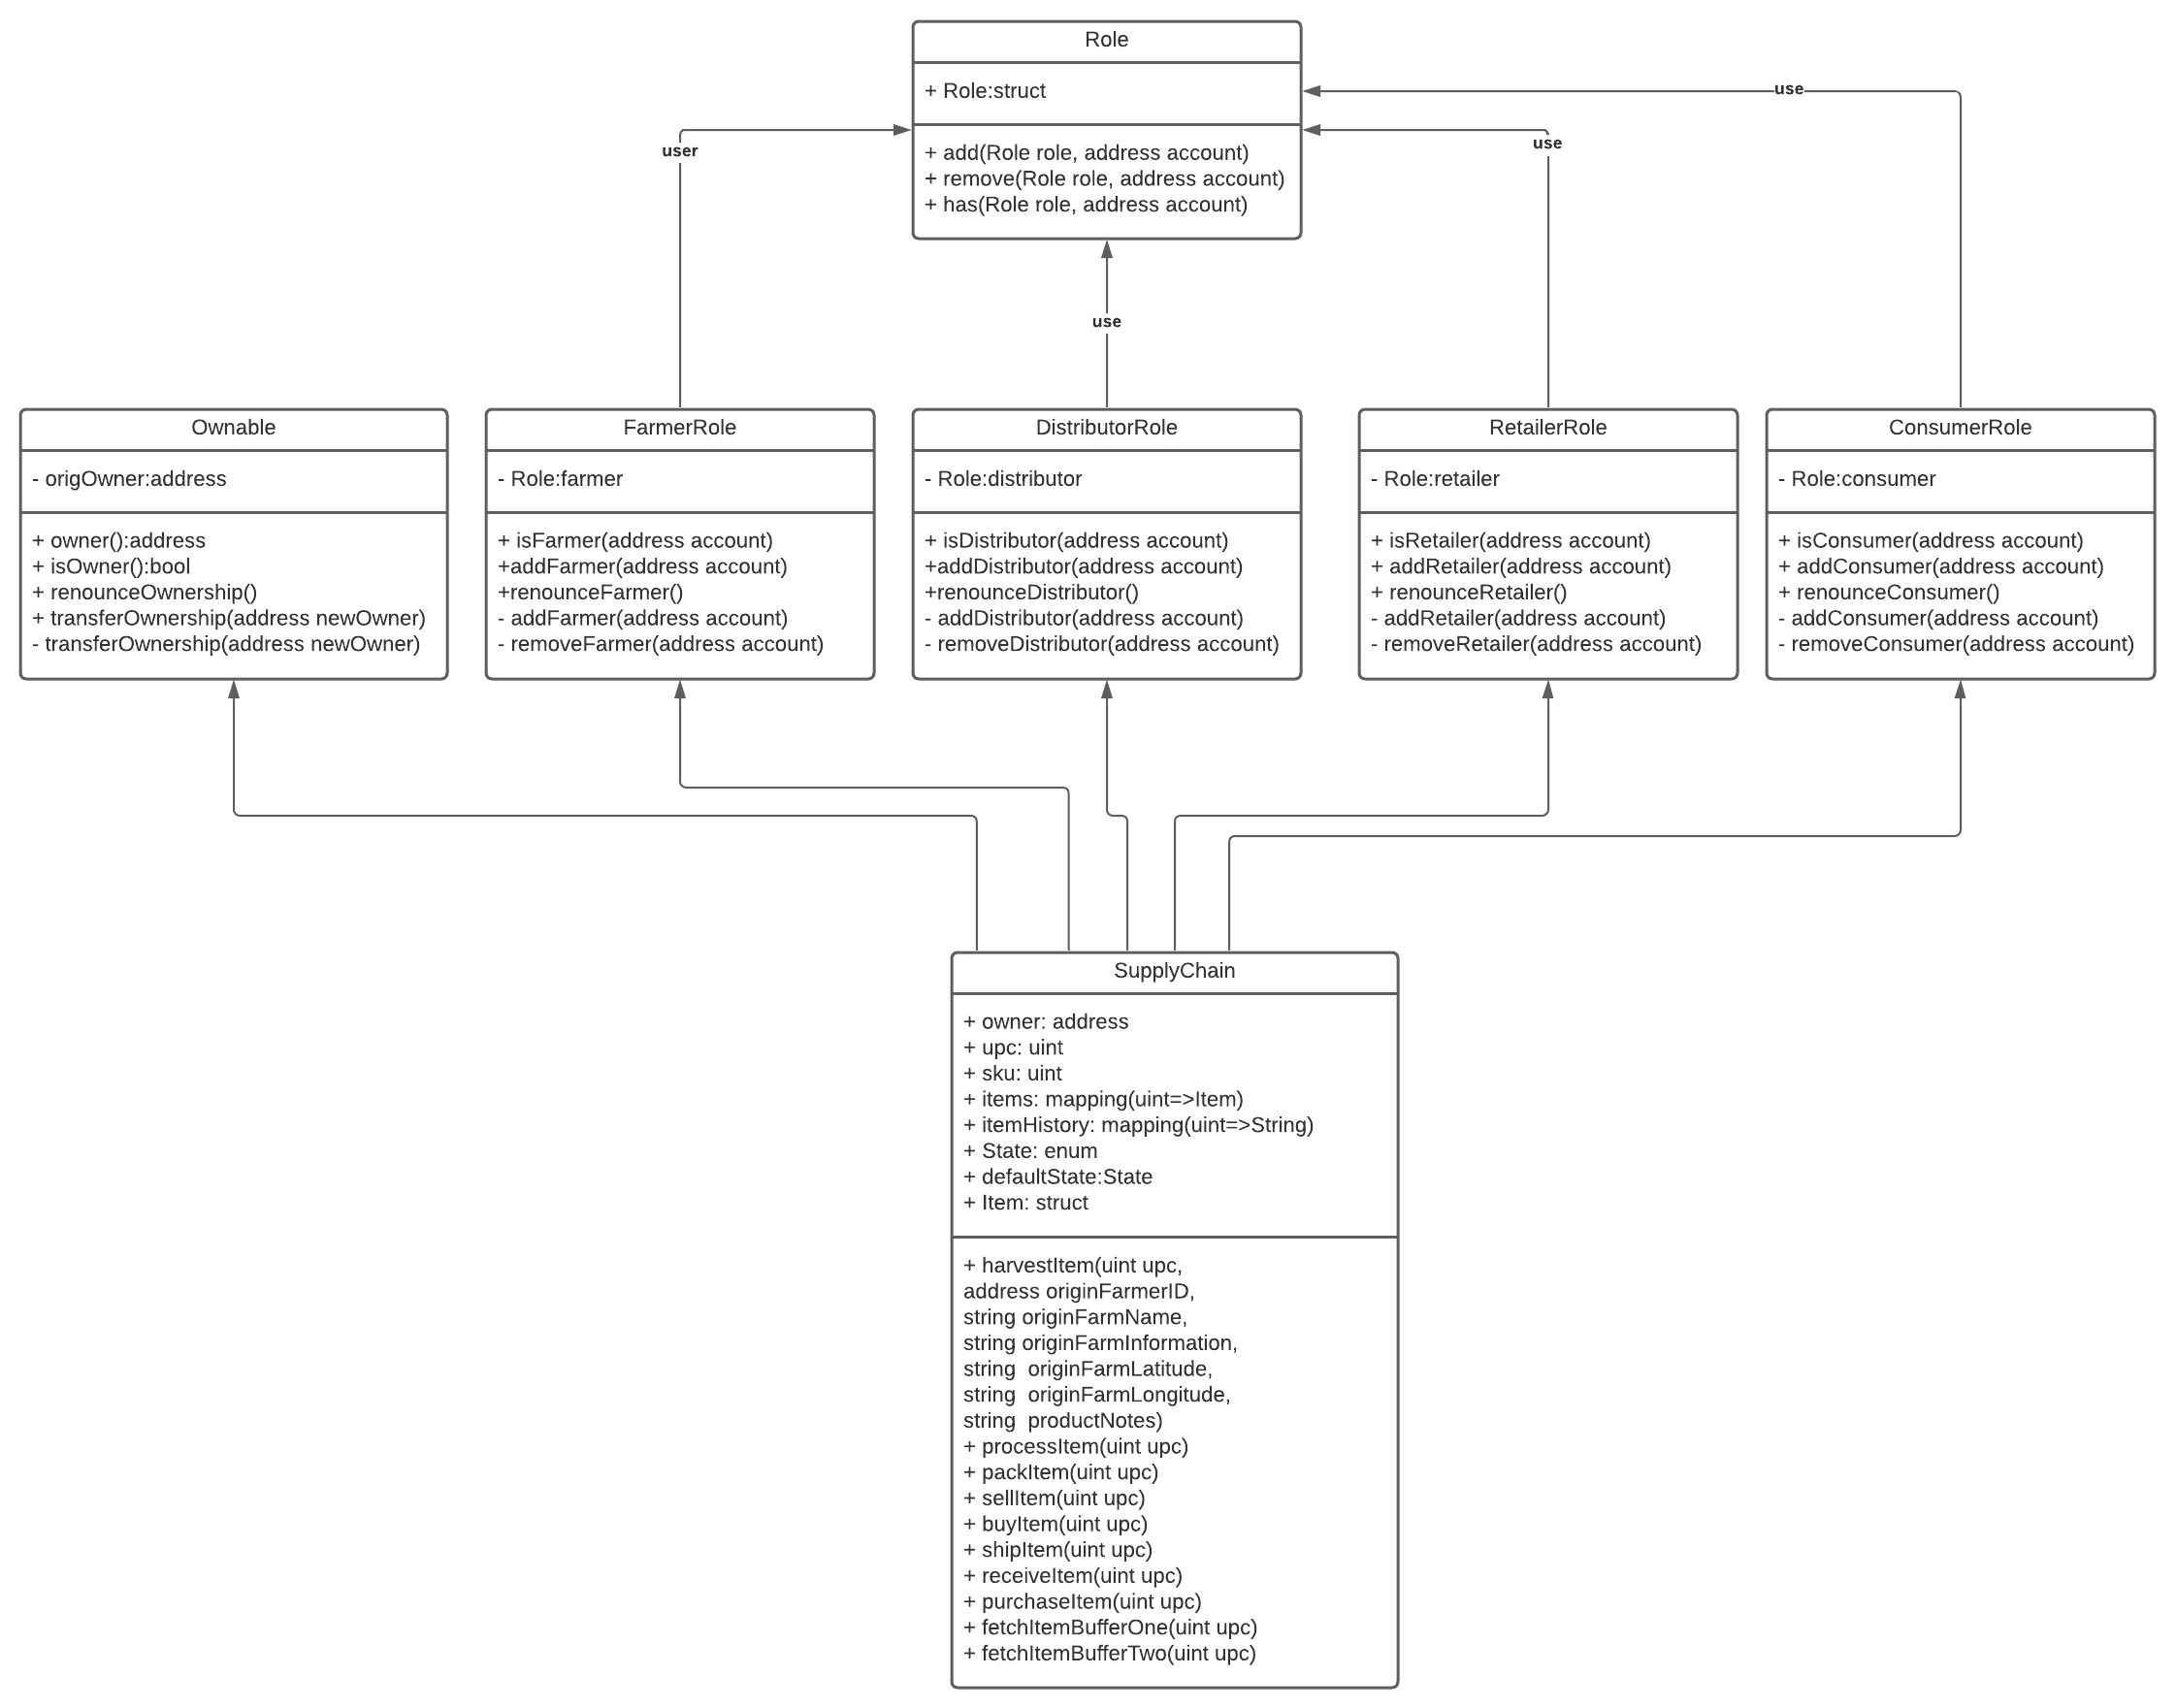 Role
+ Role:struct
+ add(Role role, address account)
+ remove(Role role, address account)
+ has(Role role, address account)
use
use
user
use
Ownable
- origOwner:address
+ owner():address
+ isOwner():bool
+ renounceOwnership()
+ transferOwnership(address newOwner)
- transferOwnership(address newOwner)
FarmerRole
- Role:farmer
+ isFarmer(address account)
+addFarmer(address account)
+renounceFarmer()
- addFarmer(address account)
- removeFarmer(address account)
DistributorRole
- Role:distributor
+ isDistributor(address account)
+addDistributor(address account)
+renounceDistributor()
- addDistributor(address account)
- removeDistributor(address account)
RetailerRole
- Role:retailer
+ isRetailer(address account)
+ addRetailer(address account)
+ renounceRetailer()
- addRetailer(address account)
- removeRetailer(address account)
ConsumerRole
- Role:consumer
+ isConsumer(address account)
+ addConsumer(address account)
+ renounceConsumer()
- addConsumer(address account)
- removeConsumer(address account)
SupplyChain
+ owner: address
+ upc: uint
+ sku: uint
+ items: mapping(uint=>Item)
+ itemHistory: mapping(uint=>String)
+ State: enum
+ defaultState:State
+ Item: struct
+ harvestItem(uint upc,
address originFarmerID,
string originFarmName,
string originFarmInformation,
string  originFarmLatitude,
string  originFarmLongitude,
string  productNotes)
+ processItem(uint upc)
+ packItem(uint upc)
+ sellItem(uint upc)
+ buyItem(uint upc)
+ shipItem(uint upc)
+ receiveItem(uint upc)
+ purchaseItem(uint upc)
+ fetchItemBufferOne(uint upc)
+ fetchItemBufferTwo(uint upc)